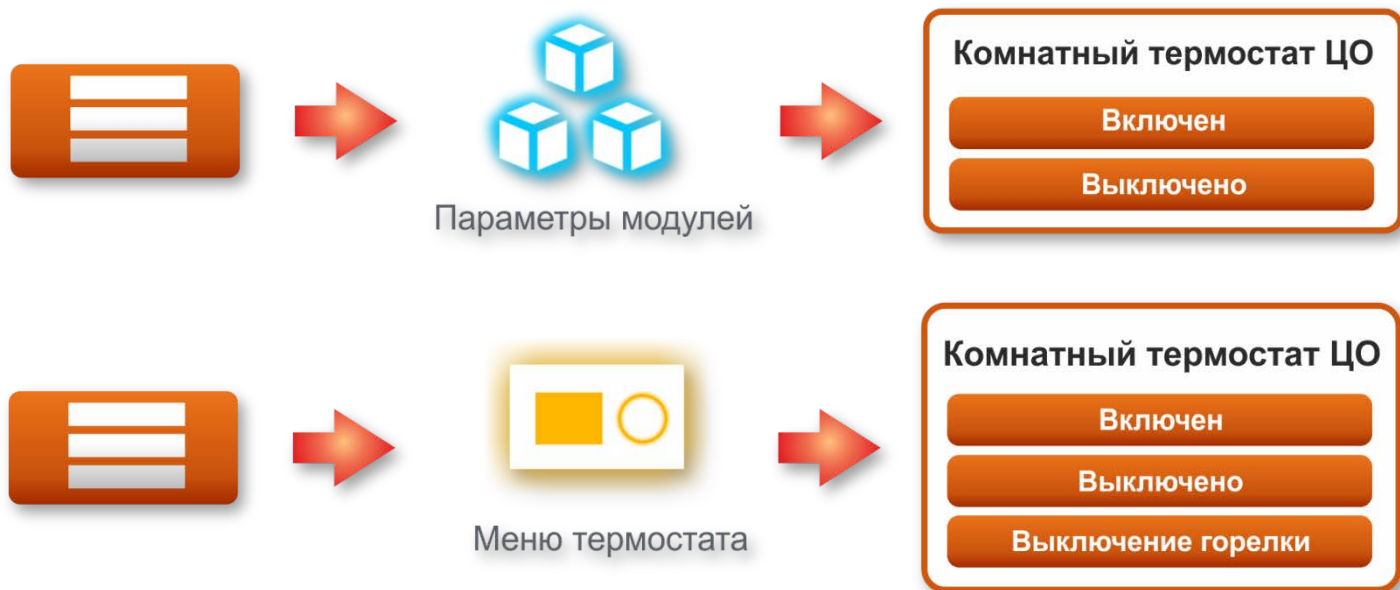 Комнатный термостат ЦО
Включен
Выключено
Параметры модулей
Комнатный термостат ЦО
Включен
Выключено
Выключение горелки
Меню термостата